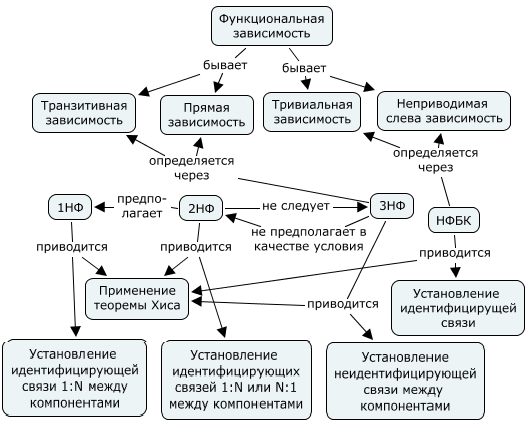 Функциональная
зависимость
бывает
бывает
Транзитивная
зависимость
Прямая
зависимость
Тривиальная
зависимость
Неприводимая
слева зависимость
определяется
через
определяется
через
1НФ
предпо-
лагает
2НФ
не следует
3НФ
НФБК
не предполагает в
качестве условия
приводится
приводится
приводится
Применение
теоремы Хиса
приводится
Установление
идентифицирущей
связи
Установление
идентифицирующей
связи 1:N между
компонентами
Установление
идентифицирующих
связей 1:N или N:1
между компонентами
Установление
неидентифицирующей
связи между
компонентами